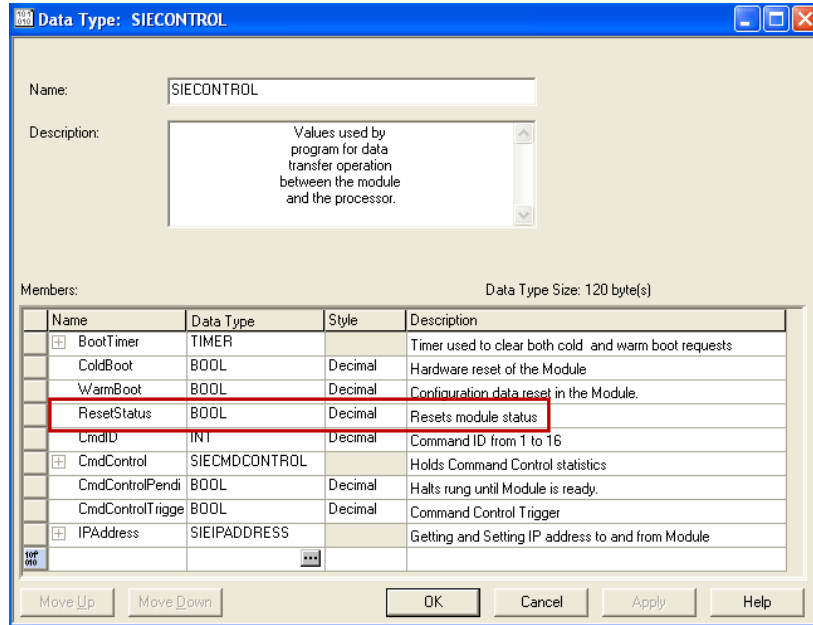 Data Type: SIECONTROL
Name: SIECONTROL
Description: Values used by
program for data
transfer operation
between the module
and the processor.
Members: Data Type Size: 120 byte(s)
Name Data Type Style Description
BootTimer TIMER Timer used to clear both cold and warm boot requests
ColdBoot BOOL Decimal Hardware reset of the Module
WarmBoot BOOL Decimal Configuration data reset in the Module.
ResetStatus BOOL Decimal Resets module status
CmdID INT Decimal Command ID from 1 to 16
CmdControl SIECMDCONTROL Holds Command Control statistics
CmdControlPendi BOOL Decimal Halts rung until Module is ready.
CmdControlTrigge BOOL Decimal Command Control Trigger
IPAddress SIEIPADDRESS Getting and Setting IP address to and from Module
...
Move Up Move Down OK Cancel Apply Help